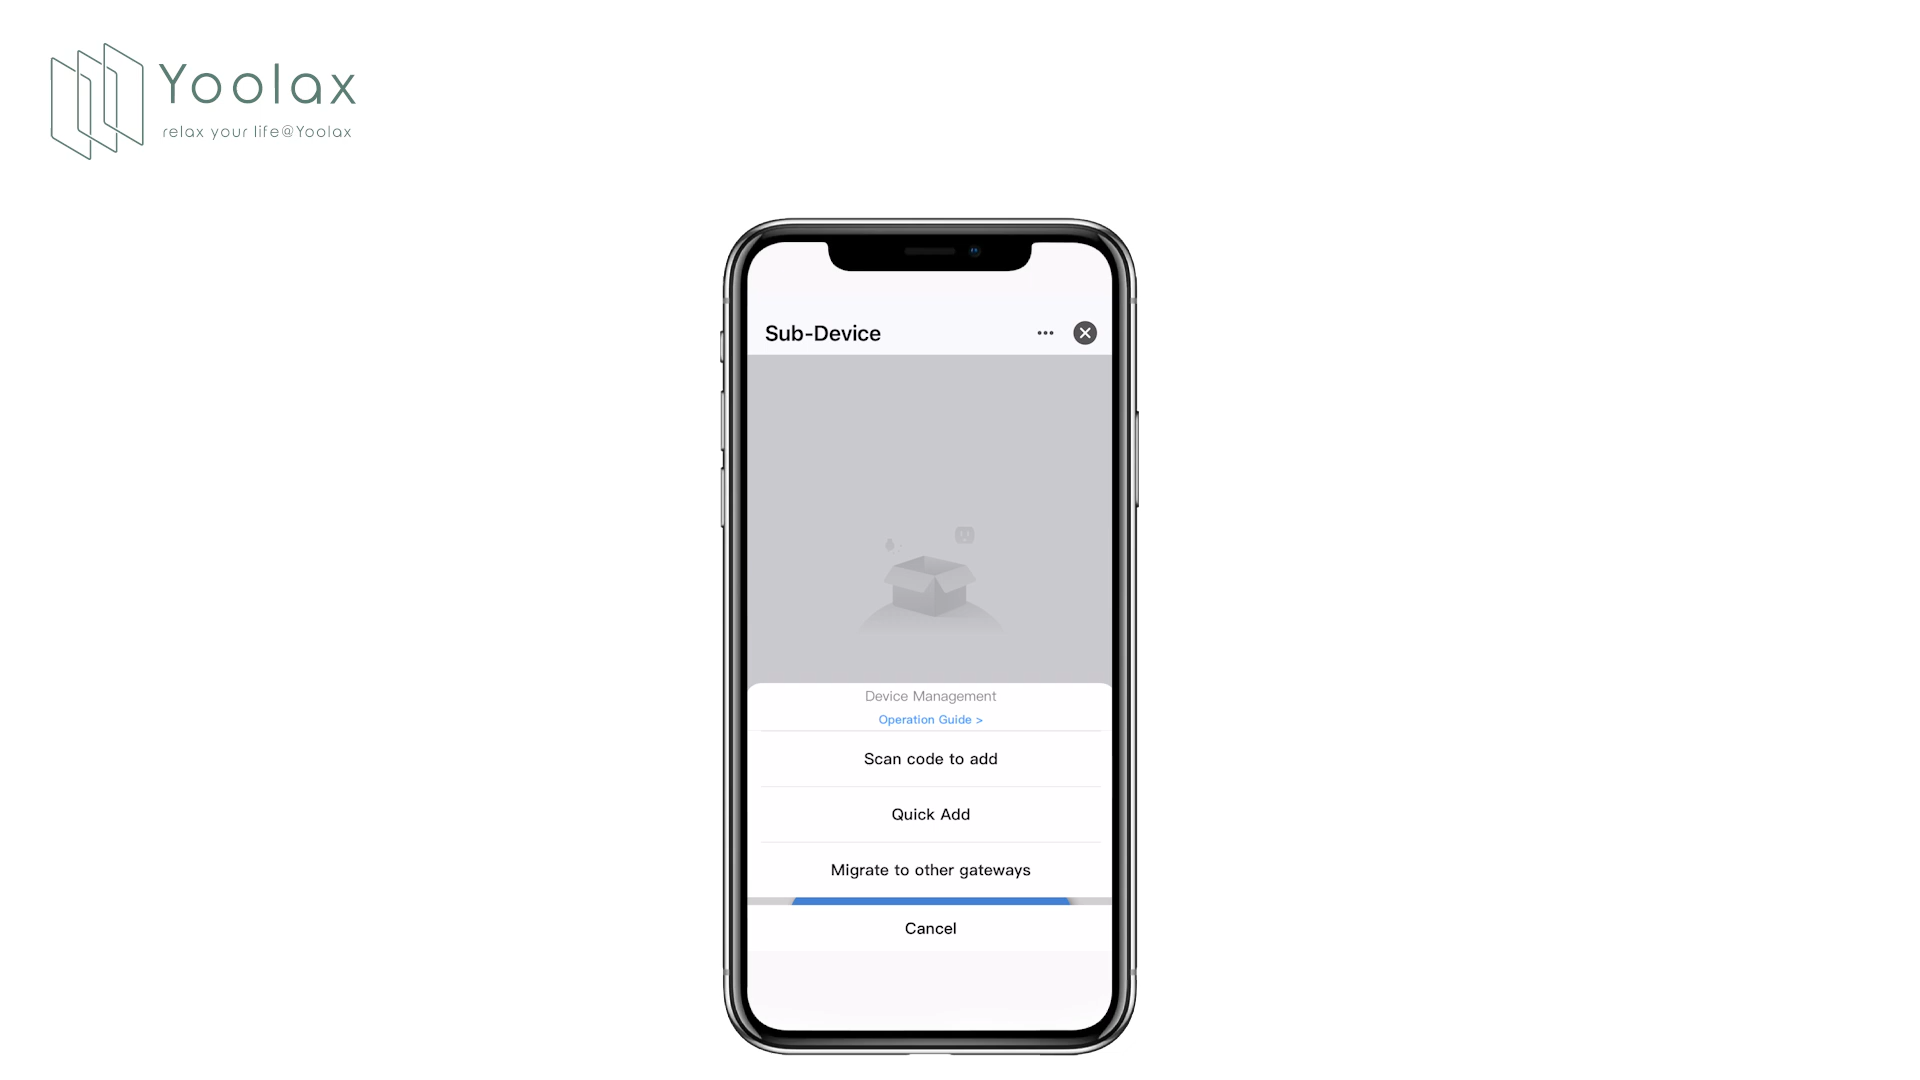 Yoolax
relax your life@Yoolax
Sub-Device
Device Management
Operation Guide >
Scan code to add
Quick Add
Migrate to other gateways
Cancel